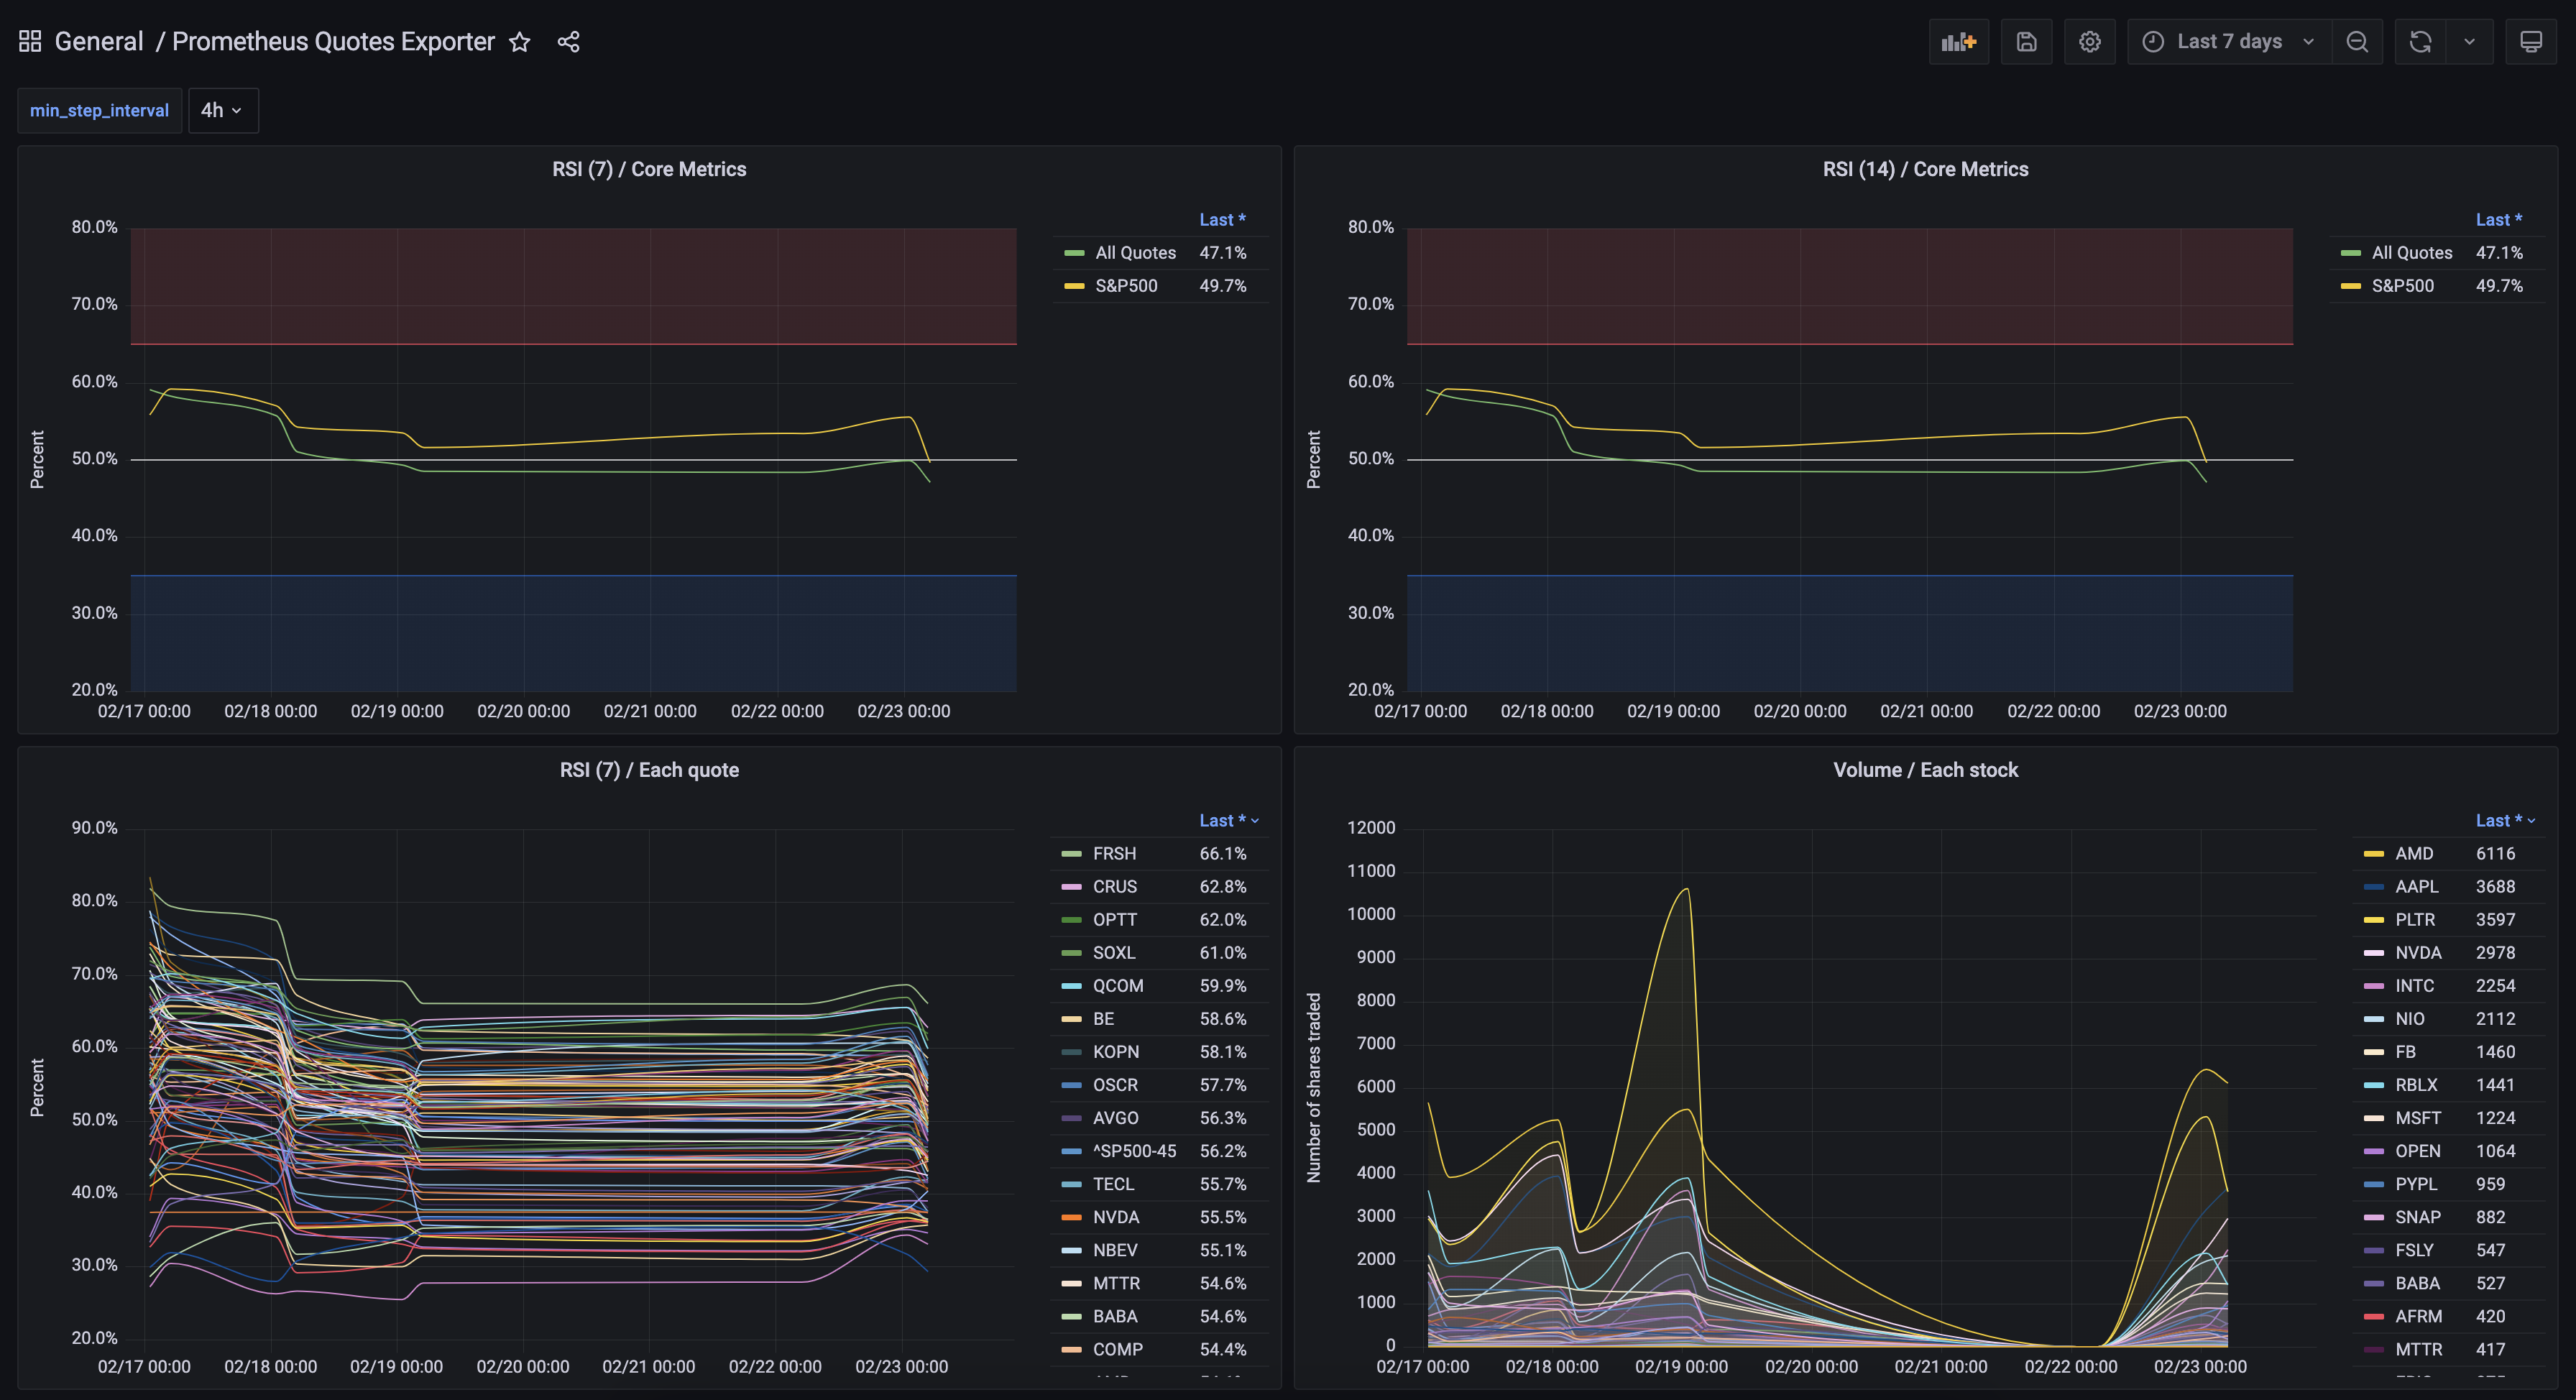 General / Prometheus Quotes Exporter
Last 7 days
min_step_interval 4h
RSI (7) / Core Metrics
Percent
80.0%
70.0%
60.0%
50.0%
40.0%
30.0%
20.0%
02/17 00:00 02/18 00:00 02/19 00:00 02/20 00:00 02/21 00:00 02/22 00:00 02/23 00:00
Last *
All Quotes 47.1%
S&P500 49.7%
RSI (14) / Core Metrics
Percent
80.0%
70.0%
60.0%
50.0%
40.0%
30.0%
20.0%
02/17 00:00 02/18 00:00 02/19 00:00 02/20 00:00 02/21 00:00 02/22 00:00 02/23 00:00
Last *
All Quotes 47.1%
S&P500 49.7%
RSI (7) / Each quote
Percent
90.0%
80.0%
70.0%
60.0%
50.0%
40.0%
30.0%
20.0%
02/17 00:00 02/18 00:00 02/19 00:00 02/20 00:00 02/21 00:00 02/22 00:00 02/23 00:00
Last *
FRSH 66.1%
CRUS 62.8%
OPTT 62.0%
SOXL 61.0%
QCOM 59.9%
BE 58.6%
KOPN 58.1%
OSCR 57.7%
AVGO 56.3%
^SP500-45 56.2%
TECL 55.7%
NVDA 55.5%
NBEV 55.1%
MTTR 54.6%
BABA 54.6%
COMP 54.4%
Volume / Each stock
Number of shares traded
12000
11000
10000
9000
8000
7000
6000
5000
4000
3000
2000
1000
0
02/17 00:00 02/18 00:00 02/19 00:00 02/20 00:00 02/21 00:00 02/22 00:00 02/23 00:00
Last *
AMD 6116
AAPL 3688
PLTR 3597
NVDA 2978
INTC 2254
NIO 2112
FB 1460
RBLX 1441
MSFT 1224
OPEN 1064
PYPL 959
SNAP 882
FSLY 547
BABA 527
AFRM 420
MTTR 417